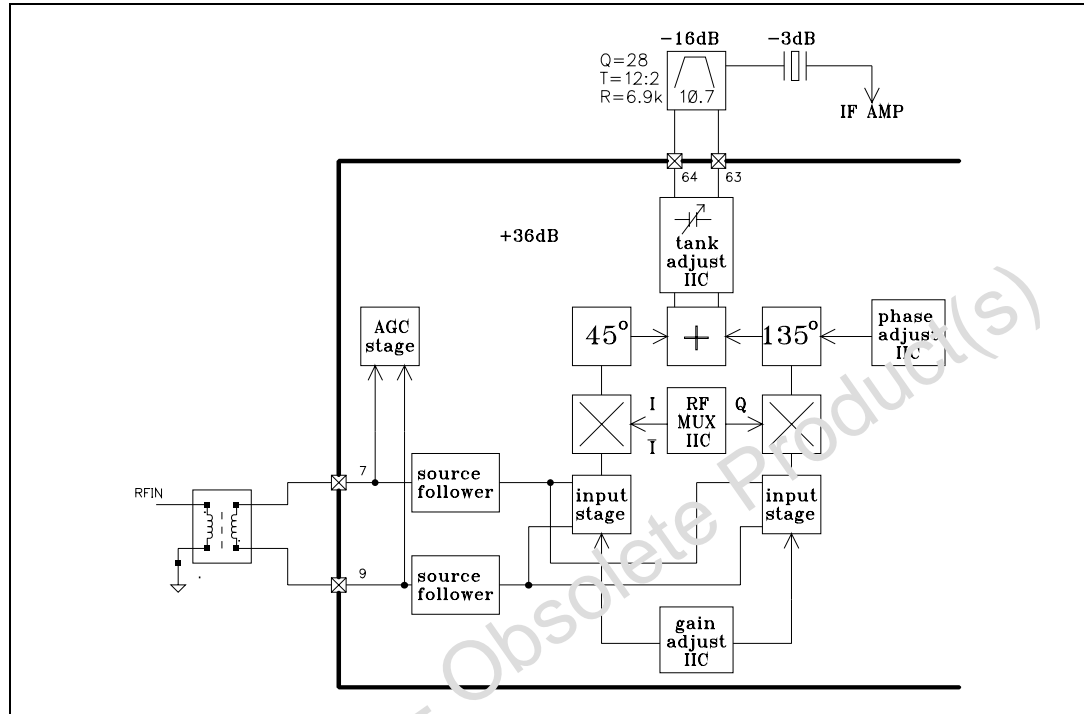 -16dB
-3dB
Q=28
T=12:2
R=6.9k
10.7
IF AMP
64
63
+36dB
tank
adjust
IIC
AGC
stage
45°
+
135°
phase
adjust
IIC
I
I̅
RF
MUX
IIC
Q
7
source
follower
input
stage
input
stage
RFIN
9
source
follower
gain
adjust
IIC
Obsolete Product(s)